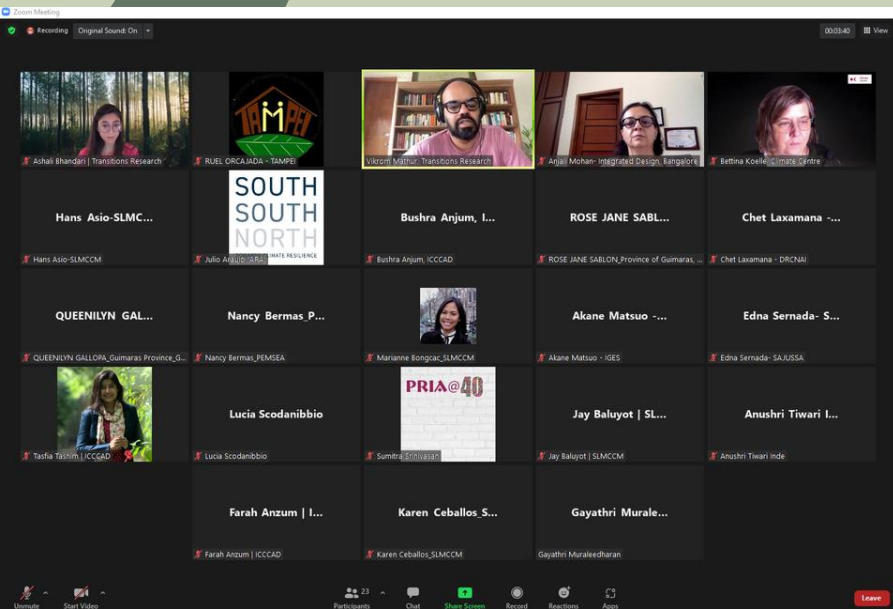 Zoom Meeting
Recording Original Sound: On
00:03:40 View
Ashali Bhandari | Transitions Research
TAMPEI
RUEL ORCAJADA - TAMPEI
Vikrom Mathur, Transitions Research
Anjali Mohan- Integrated Design, Bangalore
Bettina Koelle, Climate Centre
Hans Asio-SLMC...
Hans Asio-SLMCCM
SOUTH
SOUTH
NORTH
CLIMATE RESILIENCE
Julio Araujo (ARA)
Bushra Anjum, I...
Bushra Anjum, ICCCAD
ROSE JANE SABL...
ROSE JANE SABLON_Province of Guimaras, ...
Chet Laxamana -...
Chet Laxamana - DRCNAI
QUEENILYN GAL...
QUEENILYN GALLOPA_Guimaras Province_G...
Nancy Bermas_P...
Nancy Bermas_PEMSEA
Marianne Bongcac_SLMCCM
Akane Matsuo -...
Akane Matsuo - IGES
Edna Sernada- S...
Edna Sernada- SAJUSSA
Tasfia Tasnim | ICCCAD
Lucia Scodanibbio
Lucia Scodanibbio
PRIA@40
Sumitra Srinivasan
Jay Baluyot | SL...
Jay Baluyot | SLMCCM
Anushri Tiwari I...
Anushri Tiwari Inde
Farah Anzum | I...
Farah Anzum | ICCCAD
Karen Ceballos_S...
Karen Ceballos_SLMCCM
Gayathri Murale...
Gayathri Muraleedharan
Unmute
Start Video
23
Participants
Chat
Share Screen
Record
Reactions
Apps
Leave